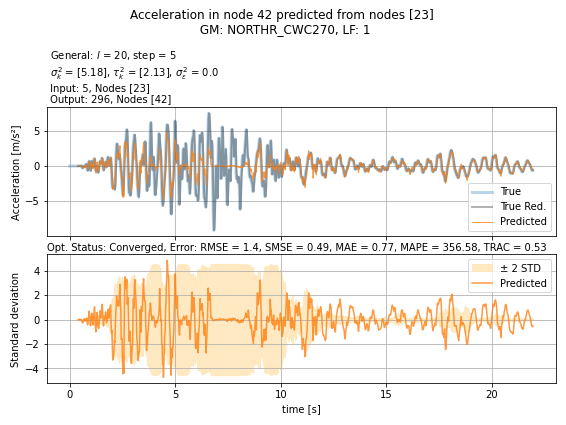 Acceleration in node 42 predicted from nodes [23]
GM: NORTHR_CWC270, LF: 1
General: l = 20, step = 5
σ²ₖ = [5.18], τ²ₖ = [2.13], σ²ₑ = 0.0
Input: 5, Nodes [23]
Output: 296, Nodes [42]
Acceleration [m/s²]
5
0
−5
True
True Red.
Predicted
Opt. Status: Converged, Error: RMSE = 1.4, SMSE = 0.49, MAE = 0.77, MAPE = 356.58, TRAC = 0.53
Standard deviation
4
2
0
−2
−4
± 2 STD
Predicted
0 5 10 15 20
time [s]